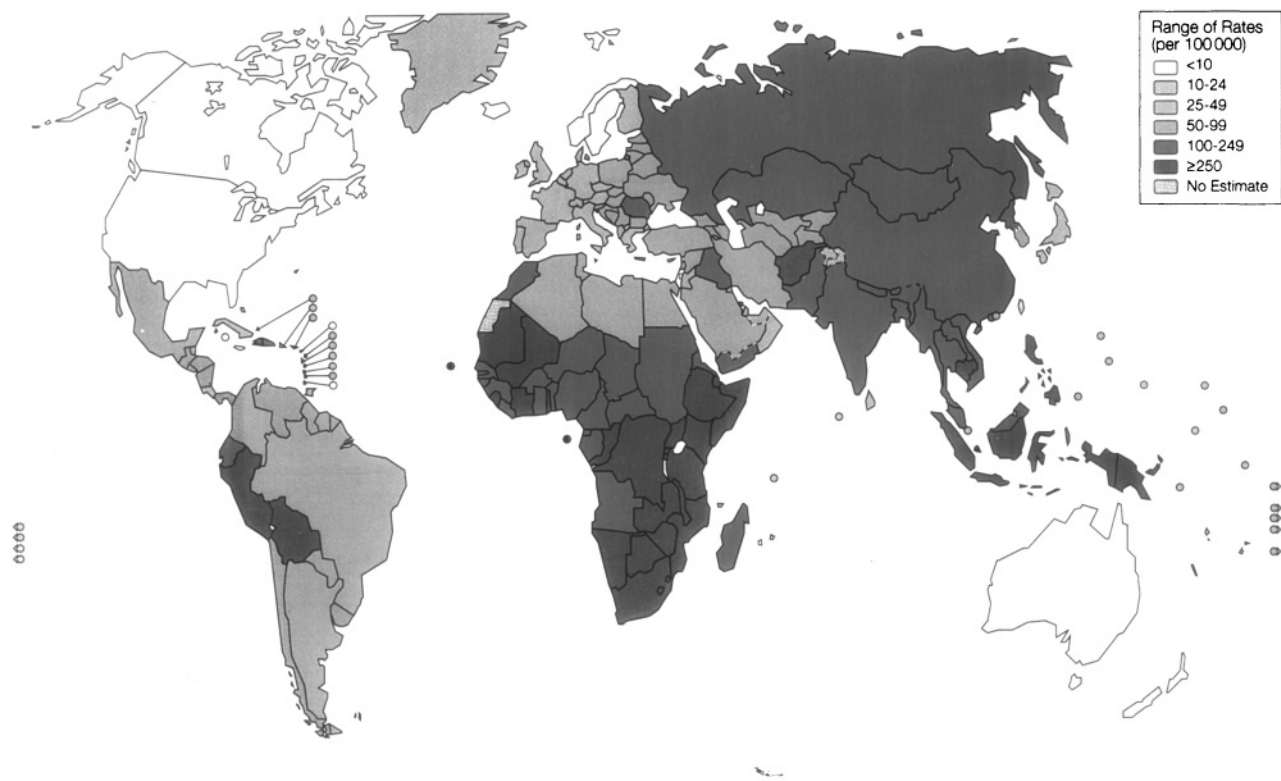 Range of Rates
(per 100 000)
<10
10-24
25-49
50-99
100-249
≥250
No Estimate